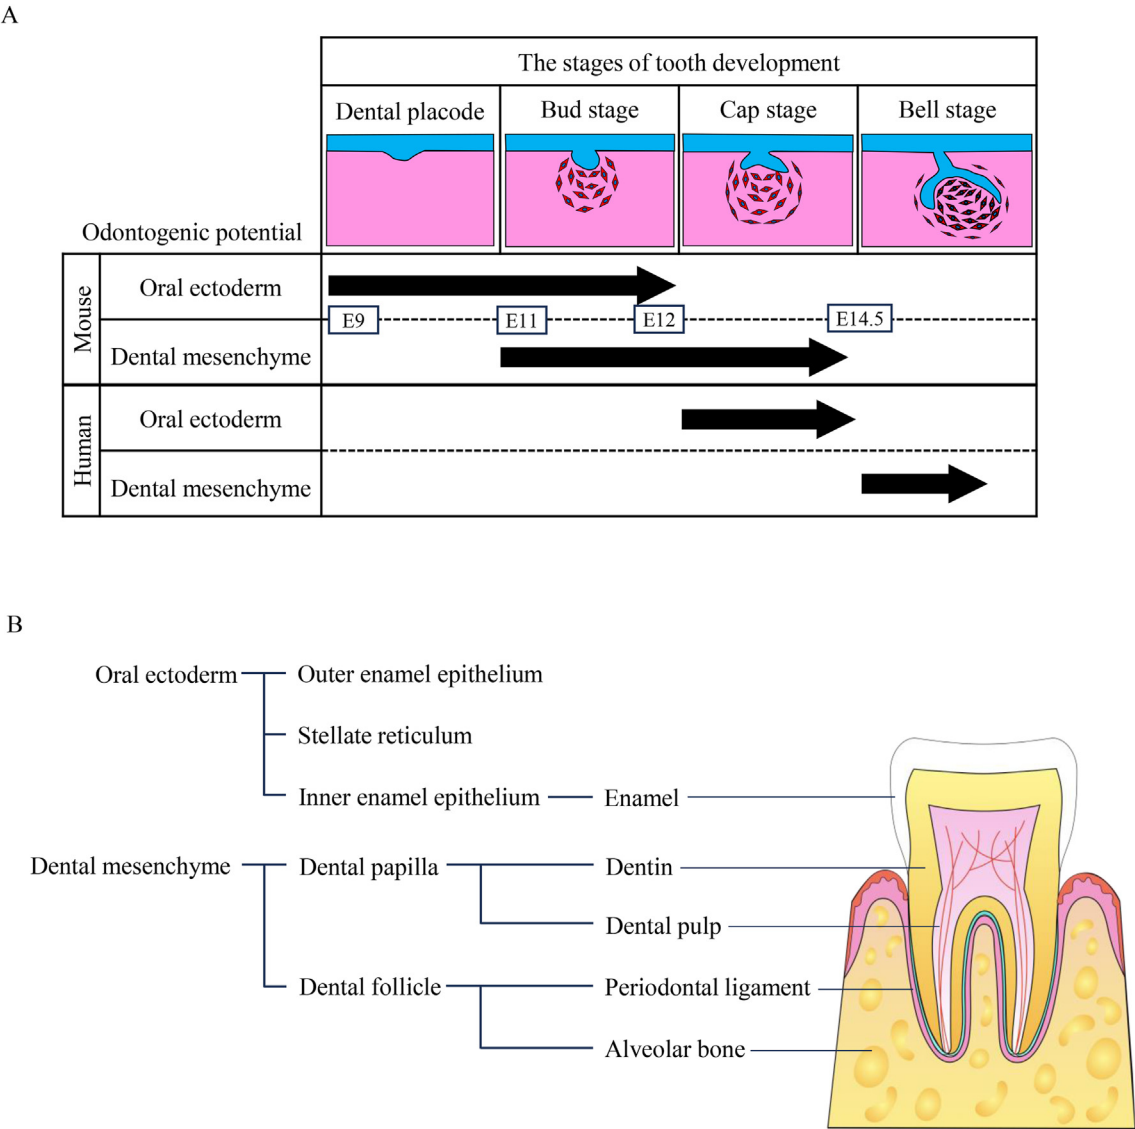 A
The stages of tooth development
Dental placode
Bud stage
Cap stage
Bell stage
Odontogenic potential
Mouse
Oral ectoderm
E9
E11
E12
E14.5
Dental mesenchyme
Human
Oral ectoderm
Dental mesenchyme
B
Oral ectoderm
Outer enamel epithelium
Stellate reticulum
Inner enamel epithelium
Enamel
Dental mesenchyme
Dental papilla
Dentin
Dental pulp
Dental follicle
Periodontal ligament
Alveolar bone